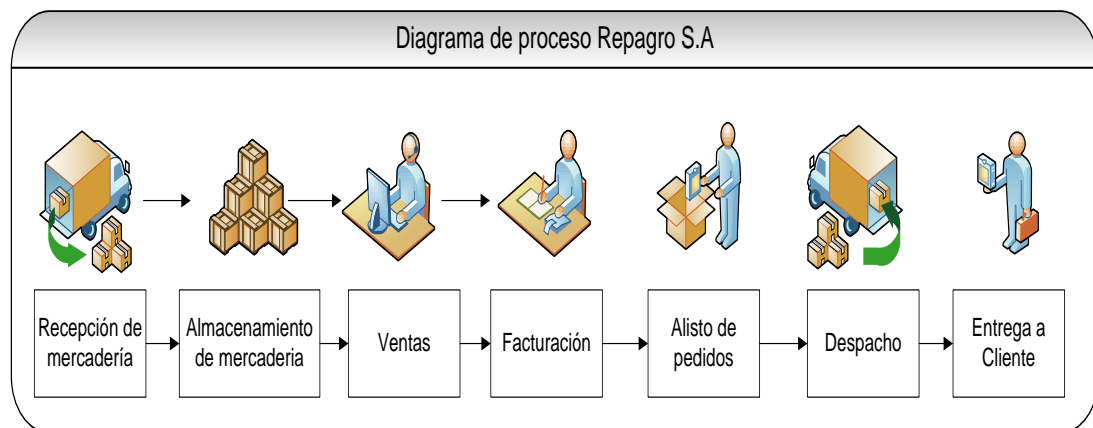 Diagrama de proceso Repagro S.A
Recepción de
mercadería
Almacenamiento
de mercaderia
Ventas
Facturación
Alisto de
pedidos
Despacho
Entrega a
Cliente